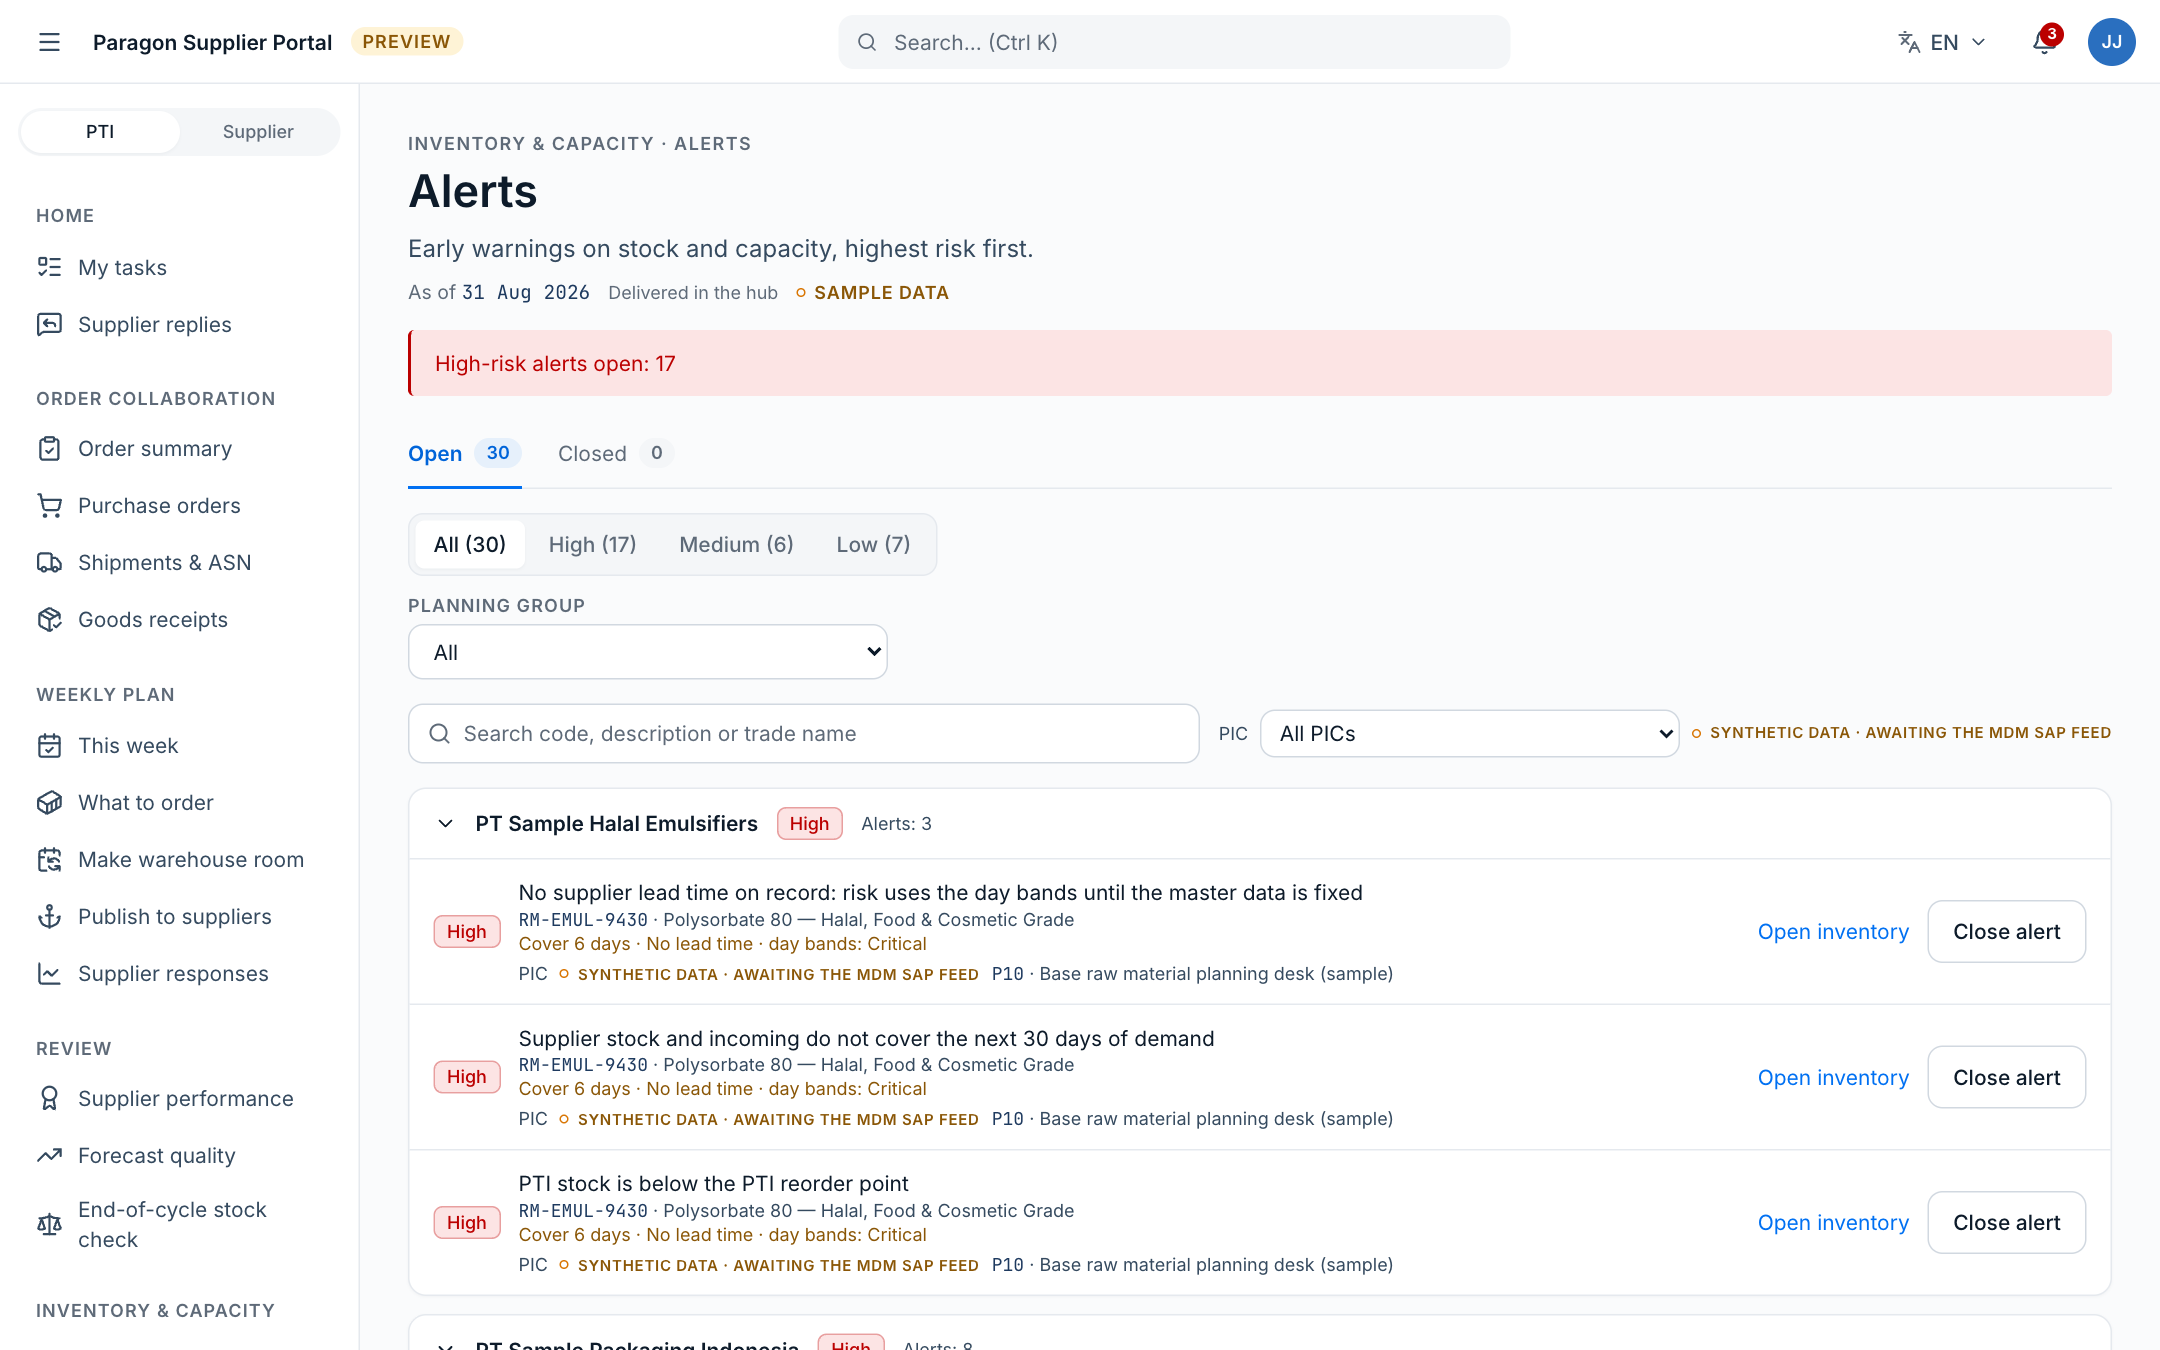 Paragon Supplier Portal PREVIEW
Search... (Ctrl K)
EN
3
JJ
PTI Supplier
HOME
My tasks
Supplier replies
ORDER COLLABORATION
Order summary
Purchase orders
Shipments & ASN
Goods receipts
WEEKLY PLAN
This week
What to order
Make warehouse room
Publish to suppliers
Supplier responses
REVIEW
Supplier performance
Forecast quality
End-of-cycle stock
check
INVENTORY & CAPACITY
INVENTORY & CAPACITY · ALERTS
Alerts
Early warnings on stock and capacity, highest risk first.
As of 31 Aug 2026 Delivered in the hub SAMPLE DATA
High-risk alerts open: 17
Open 30 Closed 0
All (30) High (17) Medium (6) Low (7)
PLANNING GROUP
All
Search code, description or trade name PIC All PICs SYNTHETIC DATA · AWAITING THE MDM SAP FEED
PT Sample Halal Emulsifiers High Alerts: 3
No supplier lead time on record: risk uses the day bands until the master data is fixed
RM-EMUL-9430 · Polysorbate 80 — Halal, Food & Cosmetic Grade
High Cover 6 days · No lead time · day bands: Critical Open inventory Close alert
PIC SYNTHETIC DATA · AWAITING THE MDM SAP FEED P10 · Base raw material planning desk (sample)
Supplier stock and incoming do not cover the next 30 days of demand
RM-EMUL-9430 · Polysorbate 80 — Halal, Food & Cosmetic Grade
High Cover 6 days · No lead time · day bands: Critical Open inventory Close alert
PIC SYNTHETIC DATA · AWAITING THE MDM SAP FEED P10 · Base raw material planning desk (sample)
PTI stock is below the PTI reorder point
RM-EMUL-9430 · Polysorbate 80 — Halal, Food & Cosmetic Grade
High Cover 6 days · No lead time · day bands: Critical Open inventory Close alert
PIC SYNTHETIC DATA · AWAITING THE MDM SAP FEED P10 · Base raw material planning desk (sample)
PT Sample Packaging Indonesia High Alerts: 8